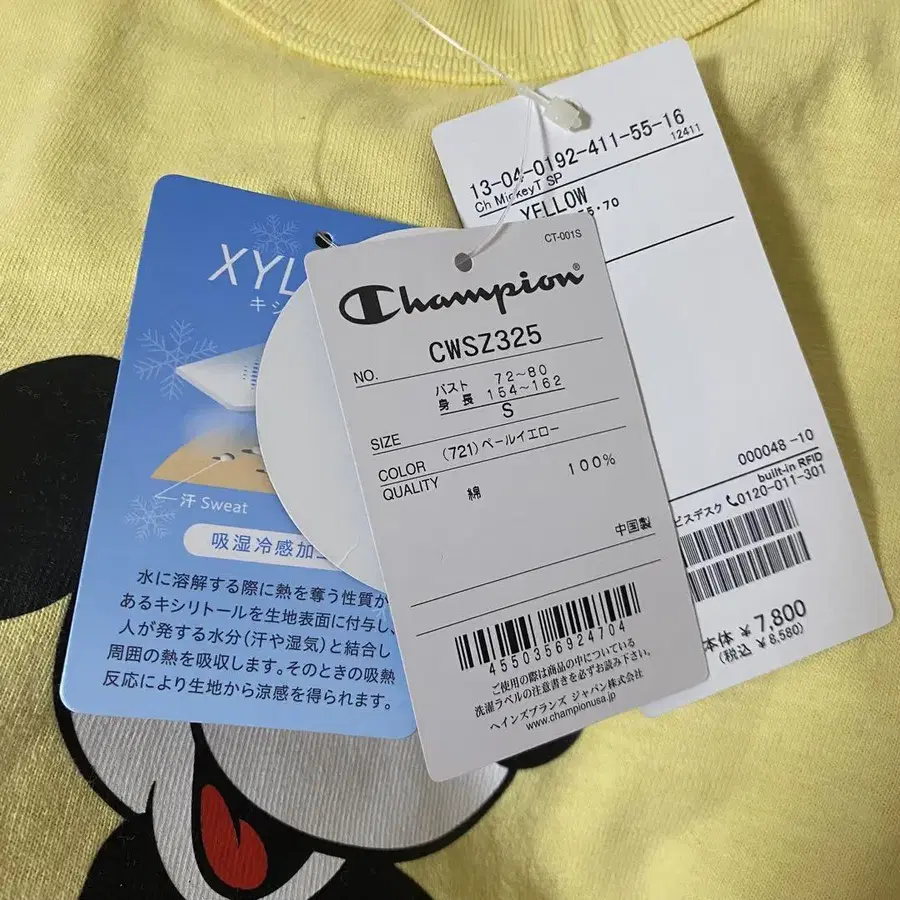 XYL
キシ
汗 Sweat
吸湿冷感加工
水に溶解する際に熱を奪う性質が
あるキシリトールを生地表面に付与し、
人が発する水分(汗や湿気)と結合し
周囲の熱を吸収します。そのときの吸熱
反応により生地から涼感を得られます。
CT-001S
Champion®
NO. CWSZ325
バスト 72~80
身長 154~162
SIZE S
COLOR (721)ペールイエロー
QUALITY 綿 100%
中国製
4550356924704
ご使用の際は商品の中についている
洗濯ラベルの注意書きを必ずお読み下さい。
ヘインズブランズ ジャパン株式会社
www.championusa.jp
13-04-0192-411-55-16
Ch MickeyT SP 12411
YELLOW
5.70
000048-10
built-in RFID
ビスデスク 0120-011-301
本体 ¥7,800
(税込 ¥8,580)